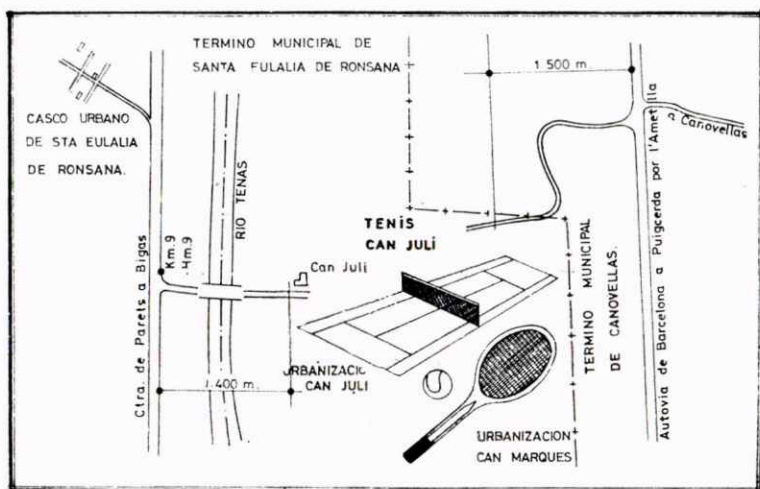 TERMINO MUNICIPAL DE
SANTA EULALIA DE RONSANA
1 500 m.
CASCO URBANO
DE STA EULALIA
DE RONSANA.
a Canovellas
RIO TENAS
TENIS
CAN JULI
Km. 9
Hm. 9
Can Juli
Ctra. de Parets a Bigas
TERMINO MUNICIPAL
DE CANOVELLAS.
Autovia de Barcelona a Puigcerda por l'Ametlla
URBANIZACIO
CAN JULI
1.400 m.
URBANIZACION
CAN MARQUES